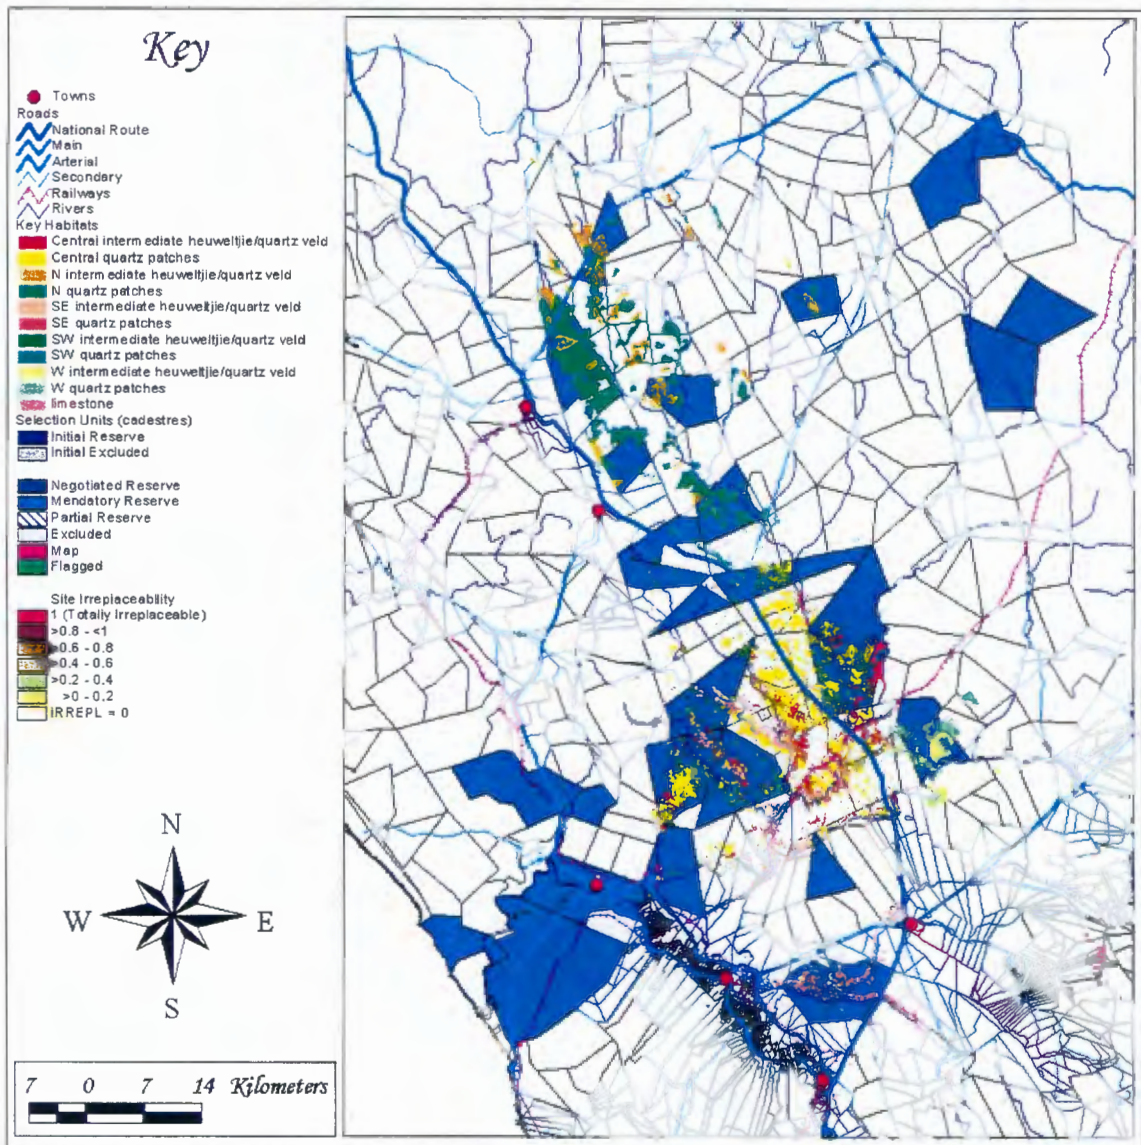 Key
Towns
Roads
National Route
Main
Arterial
Secondary
Railways
Rivers
Key Habitats
Central intermediate heuweltjie/quartz veld
Central quartz patches
N intermediate heuweltjie/quartz veld
N quartz patches
SE intermediate heuweltjie/quartz veld
SE quartz patches
SW intermediate heuweltjie/quartz veld
SW quartz patches
W intermediate heuweltjie/quartz veld
W quartz patches
limestone
Selection Units (cadestres)
Initial Reserve
Initial Excluded
Negotiated Reserve
Mendatory Reserve
Partial Reserve
Excluded
Map
Flagged
Site Irreplaceability
1 (Totally Irreplaceable)
>0.8 - <1
>0.6 - 0.8
>0.4 - 0.6
>0.2 - 0.4
>0 - 0.2
IRREPL = 0
N
W E
S
7 0 7 14 Kilometers